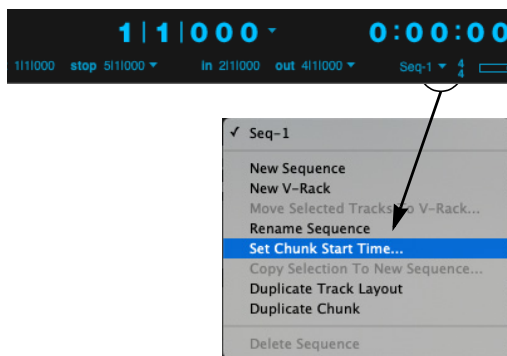 1|1|000 0:00:00
1|1|000 stop 5|1|000 in 2|1|000 out 4|1|000 Seq-1 4 4
✓ Seq-1
New Sequence
New V-Rack
Move Selected Tracks To V-Rack...
Rename Sequence
Set Chunk Start Time...
Copy Selection To New Sequence...
Duplicate Track Layout
Duplicate Chunk
Delete Sequence